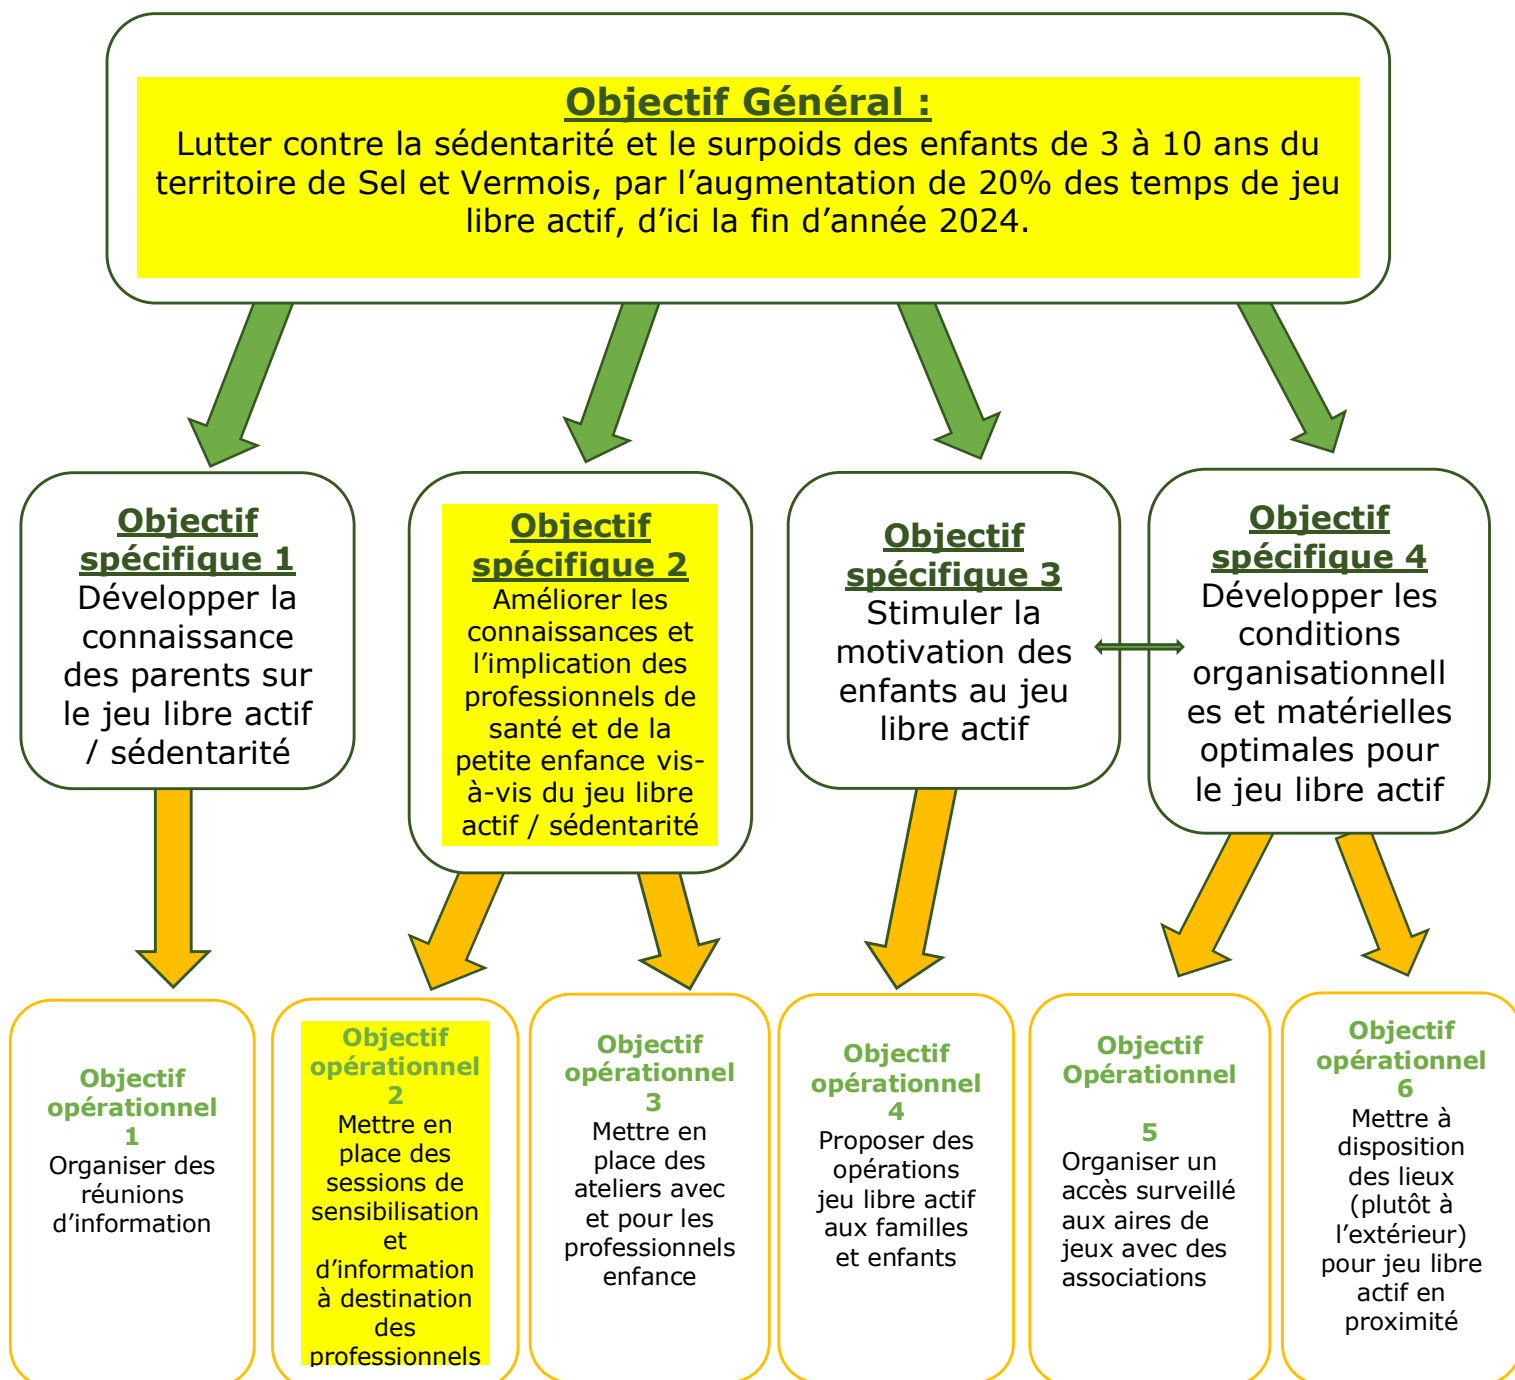 Objectif Général :
Lutter contre la sédentarité et le surpoids des enfants de 3 à 10 ans du
territoire de Sel et Vermois, par l’augmentation de 20% des temps de jeu
libre actif, d’ici la fin d’année 2024.
Objectif
spécifique 1
Développer la
connaissance
des parents sur
le jeu libre actif
/ sédentarité
Objectif
spécifique 2
Améliorer les
connaissances et
l’implication des
professionnels de
santé et de la
petite enfance vis-
à-vis du jeu libre
actif / sédentarité
Objectif
spécifique 3
Stimuler la
motivation des
enfants au jeu
libre actif
Objectif
spécifique 4
Développer les
conditions
organisationnell
es et matérielles
optimales pour
le jeu libre actif
Objectif
opérationnel
1
Organiser des
réunions
d’information
Objectif
opérationnel
2
Mettre en
place des
sessions de
sensibilisation
et
d’information
à destination
des
professionnels
Objectif
opérationnel
3
Mettre en
place des
ateliers avec
et pour les
professionnels
enfance
Objectif
opérationnel
4
Proposer des
opérations
jeu libre actif
aux familles
et enfants
Objectif
Opérationnel
5
Organiser un
accès surveillé
aux aires de
jeux avec des
associations
Objectif
opérationnel
6
Mettre à
disposition
des lieux
(plutôt à
l’extérieur)
pour jeu libre
actif en
proximité